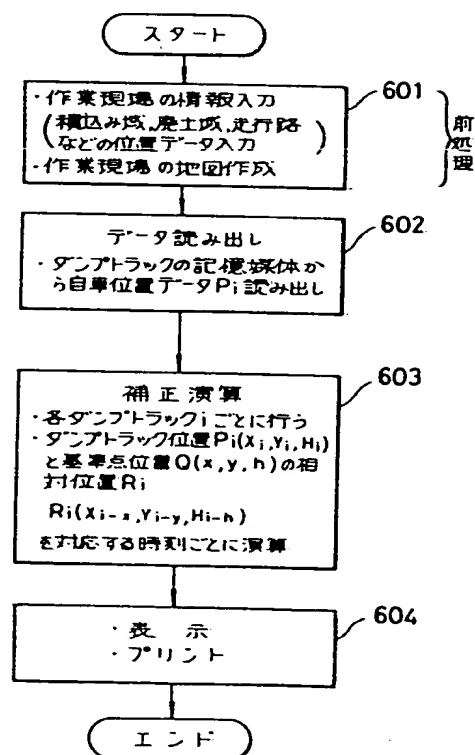 スタート
601
・作業現場の情報入力
(積込み域、廃土域、走行路
などの位置データ入力)
・作業現場の地図作成
前処理
602
データ読み出し
・ダンプトラックの記憶媒体か
ら自車位置データPi読み出し
603
補正演算
・各ダンプトラックiごとに行う
・ダンプトラック位置Pi(Xi,Yi,Hi)
と基準点位置Q(x,y,h)の相
対位置Ri
Ri(Xi-x,Yi-y,Hi-h)
を対応する時刻ごとに演算
604
・表示
・プリント
エンド